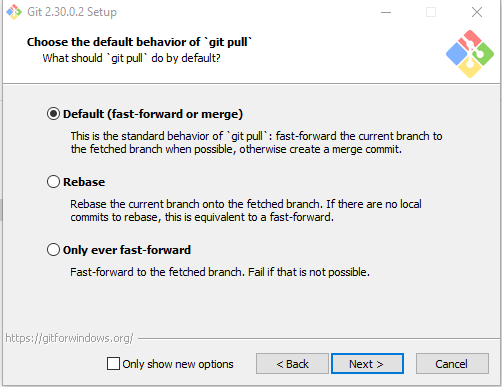 Git 2.30.0.2 Setup
Choose the default behavior of `git pull`
What should `git pull` do by default?
Default (fast-forward or merge)
This is the standard behavior of `git pull`: fast-forward the current branch to
the fetched branch when possible, otherwise create a merge commit.
Rebase
Rebase the current branch onto the fetched branch. If there are no local
commits to rebase, this is equivalent to a fast-forward.
Only ever fast-forward
Fast-forward to the fetched branch. Fail if that is not possible.
https://gitforwindows.org/
Only show new options
< Back
Next >
Cancel